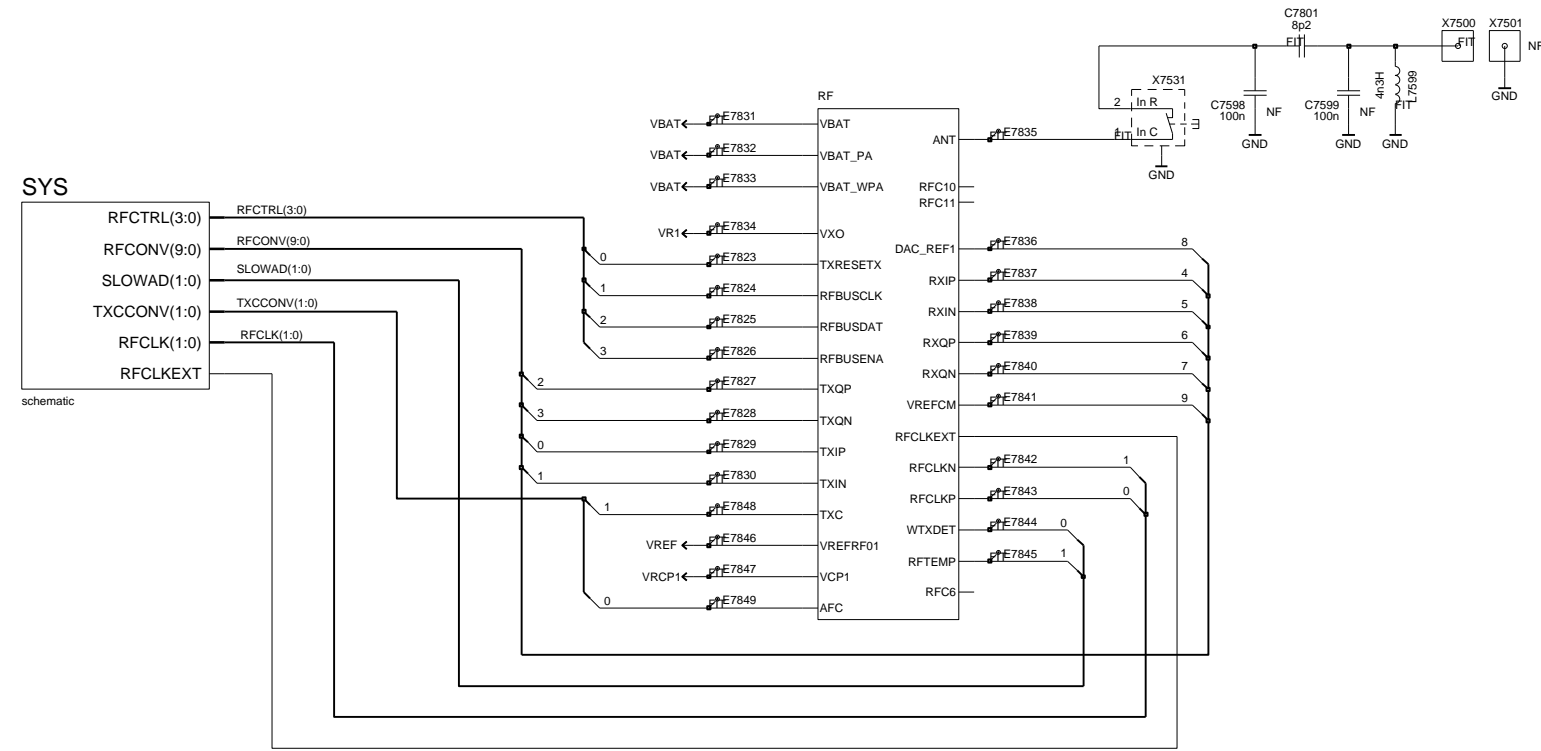 C7801
8p2
FIT
X7500
FIT
X7501
NF
GND
X7531
2 In R
1 In C
FIT
GND
C7598
100n
NF
GND
C7599
100n
NF
GND
4n3H
L7599
FIT
GND
SYS
RFCTRL(3:0) RFCTRL(3:0)
RFCONV(9:0) RFCONV(9:0)
SLOWAD(1:0) SLOWAD(1:0)
TXCCONV(1:0) TXCCONV(1:0)
RFCLK(1:0) RFCLK(1:0)
RFCLKEXT
schematic
RF
VBAT E7831 VBAT
VBAT E7832 VBAT_PA
VBAT E7833 VBAT_WPA
VR1 E7834 VXO
0 E7823 TXRESETX
1 E7824 RFBUSCLK
2 E7825 RFBUSDAT
3 E7826 RFBUSENA
2 E7827 TXQP
3 E7828 TXQN
0 E7829 TXIP
1 E7830 TXIN
1 E7848 TXC
VREF E7846 VREFRF01
VRCP1 E7847 VCP1
0 E7849 AFC
ANT E7835
RFC10
RFC11
DAC_REF1 E7836 8
RXIP E7837 4
RXIN E7838 5
RXQP E7839 6
RXQN E7840 7
VREFCM E7841 9
RFCLKEXT
RFCLKN E7842 1
RFCLKP E7843 0
WTXDET E7844 0
RFTEMP E7845 1
RFC6